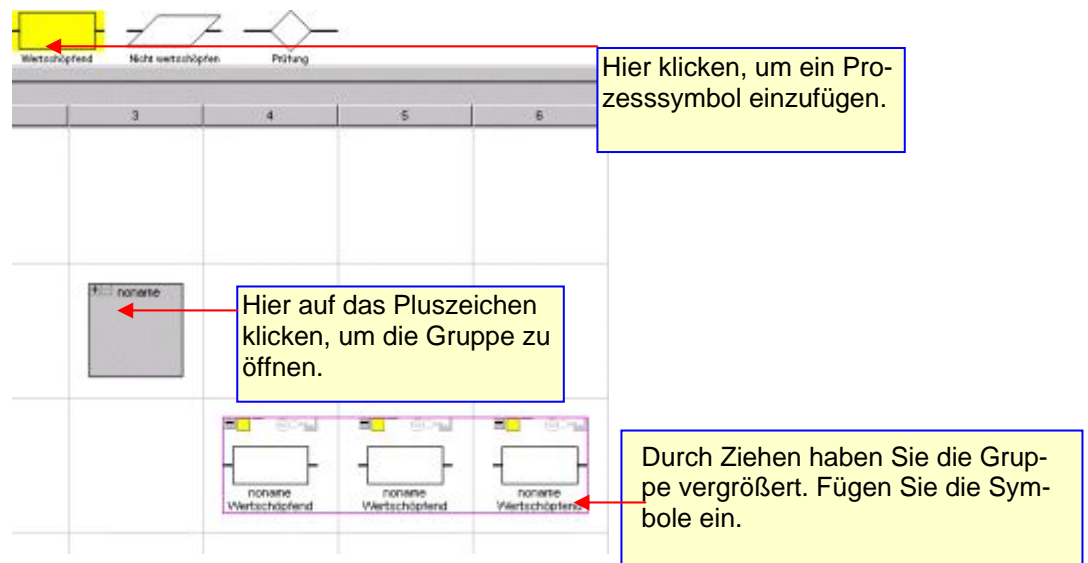 Wertschöpfend Nicht wertschöpfen Prüfung
Hier klicken, um ein Pro-
zesssymbol einzufügen.
3 4 5 6
noname
Hier auf das Pluszeichen
klicken, um die Gruppe zu
öffnen.
noname noname noname
Wertschöpfend Wertschöpfend Wertschöpfend
Durch Ziehen haben Sie die Grup-
pe vergrößert. Fügen Sie die Sym-
bole ein.